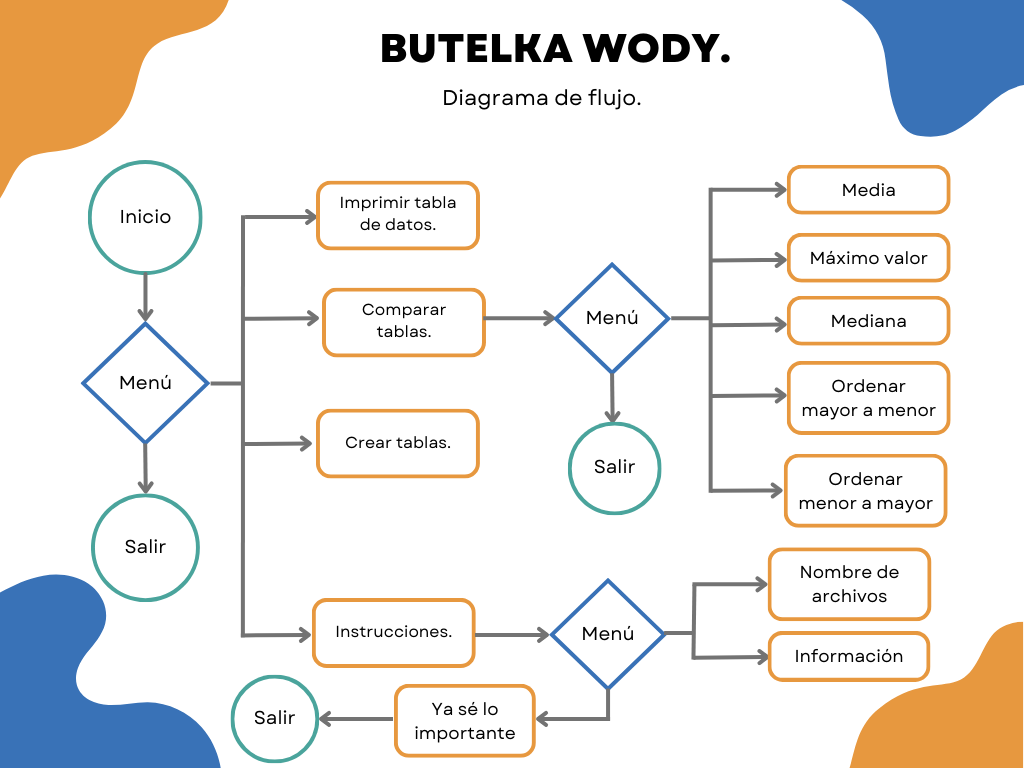 BUTELKA WODY.
Diagrama de flujo.
Inicio
Menú
Salir
Imprimir tabla
de datos.
Comparar
tablas.
Crear tablas.
Instrucciones.
Menú
Salir
Media
Máximo valor
Mediana
Ordenar
mayor a menor
Ordenar
menor a mayor
Menú
Nombre de
archivos
Información
Ya sé lo
importante
Salir